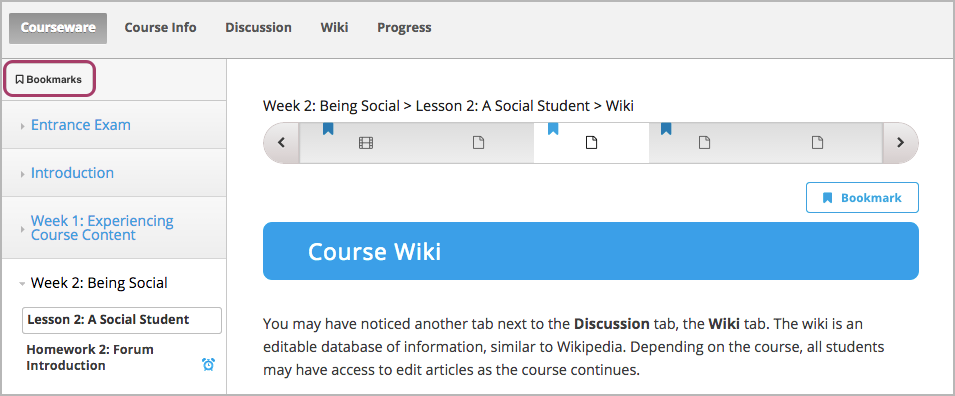 Courseware Course Info Discussion Wiki Progress
Bookmarks
Entrance Exam
Introduction
Week 1: Experiencing
Course Content
Week 2: Being Social
Lesson 2: A Social Student
Homework 2: Forum
Introduction
Week 2: Being Social > Lesson 2: A Social Student > Wiki
Bookmark
Course Wiki
You may have noticed another tab next to the Discussion tab, the Wiki tab. The wiki is an
editable database of information, similar to Wikipedia. Depending on the course, all students
may have access to edit articles as the course continues.